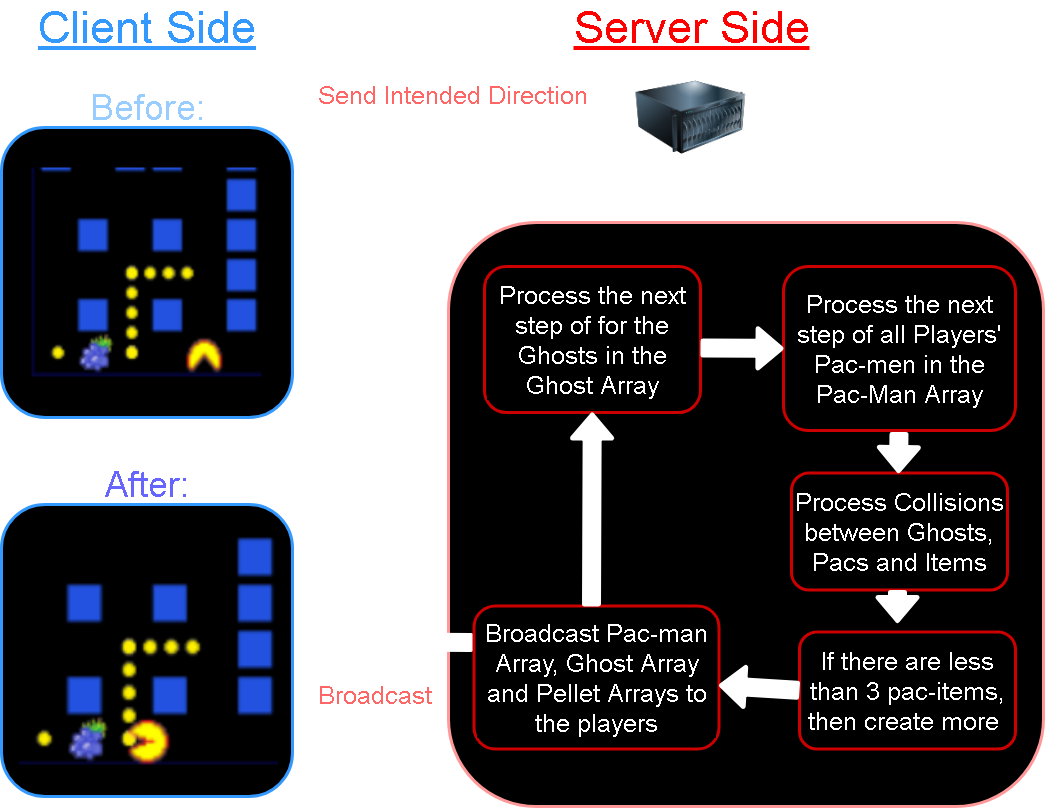 Client Side
Server Side
Before:
Send Intended Direction
Process the next
step of for the
Ghosts in the
Ghost Array
Process the next
step of all Players'
Pac-men in the
Pac-Man Array
After:
Process Collisions
between Ghosts,
Pacs and Items
If there are less
than 3 pac-items,
then create more
Broadcast Pac-man
Array, Ghost Array
and Pellet Arrays to
the players
Broadcast